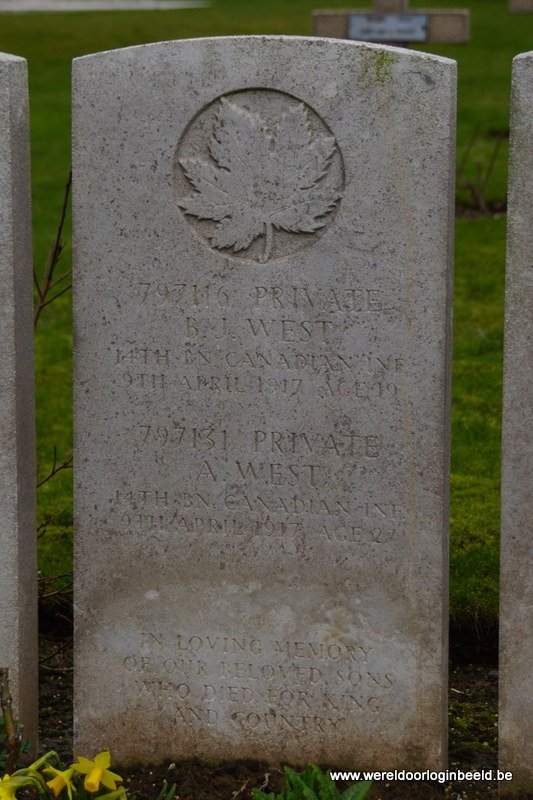 797116 PRIVATE
B. J. WEST
14TH BN. CANADIAN INF.
9TH APRIL 1917 AGE 19
797131 PRIVATE
A. WEST
14TH BN. CANADIAN INF.
9TH APRIL 1917 AGE 27
IN LOVING MEMORY
OF OUR BELOVED SONS
WHO DIED FOR KING
AND COUNTRY
www.wereldoorloginbeeld.be